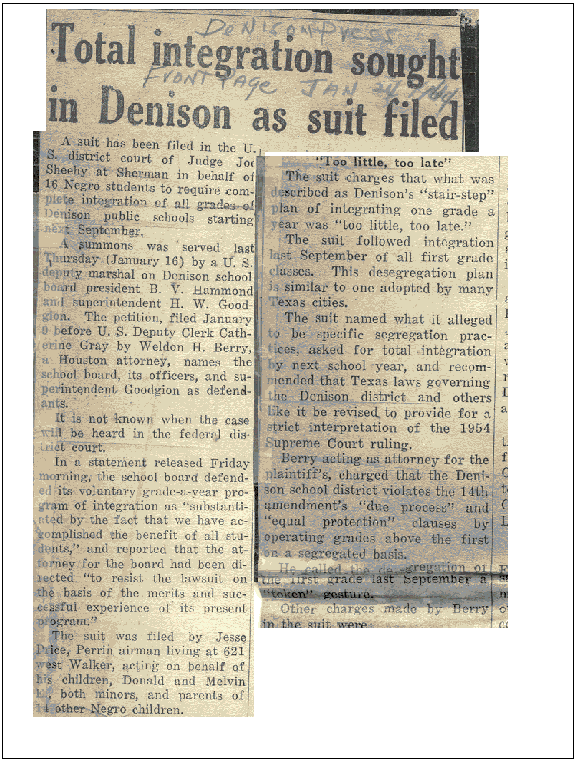 Denison Press
Total integration sought
Front Page Jan
in Denison as suit filed
A suit has been filed in the U.
S. district court of Judge Joe
Sheehy at Sherman in behalf of
16 Negro students to require com-
plete integration of all grades of
Denison public schools starting
next September.
A summons was served last
Thursday (January 16) by a U. S.
deputy marshal on Denison school
board president B. V. Hammond
and superintendent H. W. Good-
gion. The petition, filed January
9 before U. S. Deputy Clerk Cath-
erine Gray by Weldon H. Berry,
a Houston attorney, names the
school board, its officers, and su-
perintendent Goodgion as defend-
ants.
It is not known when the case
will be heard in the federal dis-
trict court.
In a statement released Friday
morning, the school board defend-
ed its voluntary grade-a-year pro-
gram of integration as "substanti-
ated by the fact that we have ac-
complished the benefit of all stu-
dents," and reported that the at-
torney for the board had been di-
rected "to resist the lawsuit on
the basis of the merits and suc-
cessful experience of its present
program."
The suit was filed by Jesse
Price, Perrin airman living at 621
west Walker, acting on behalf of
his children, Donald and Melvin
both minors, and parents of
14 other Negro children.
"Too little, too late"
The suit charges that what was
described as Denison's "stair-step"
plan of integrating one grade a
year was "too little, too late."
The suit followed integration
last September of all first grade
classes. This desegregation plan
is similar to one adopted by many
Texas cities.
The suit named what it alleged
to be specific segregation prac-
tices, asked for total integration
by next school year, and recom-
mended that Texas laws governing
the Denison district and others
like it be revised to provide for a
strict interpretation of the 1954
Supreme Court ruling.
Berry acting as attorney for the
plaintiff's, charged that the Deni-
son school district violates the 14th
amendment's "due process" and
"equal protection" clauses by
operating grades above the first
on a segregated basis.
He called the desegregation of
the first grade last September a
"token" gesture.
Other charges made by Berry
in the suit were